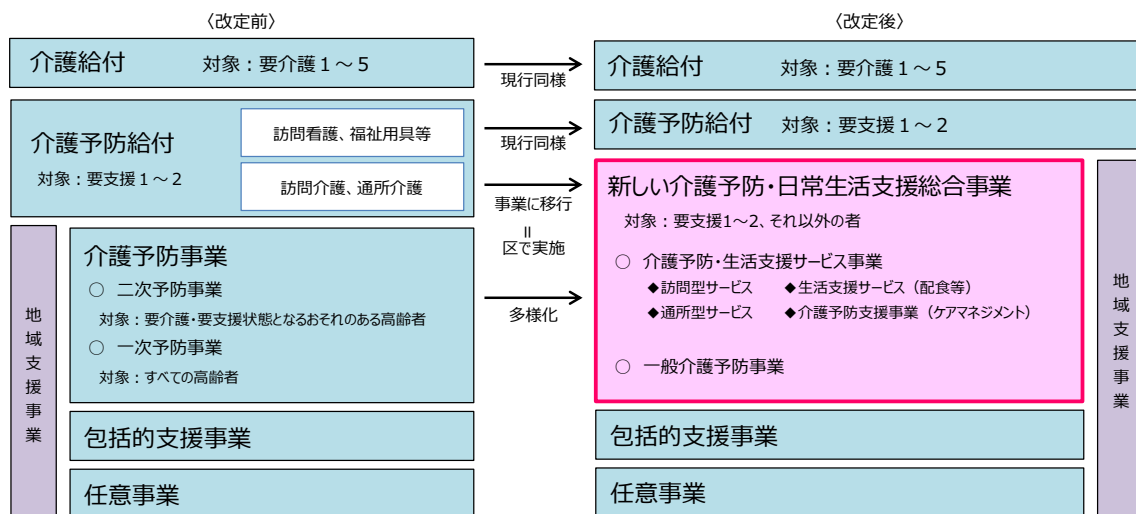 〈改定前〉
介護給付 対象：要介護１～５
介護予防給付
対象：要支援１～２
訪問看護、福祉用具等
訪問介護、通所介護
地域支援事業
介護予防事業
○ 二次予防事業
対象：要介護・要支援状態となるおそれのある高齢者
○ 一次予防事業
対象：すべての高齢者
包括的支援事業
任意事業
現行同様
現行同様
事業に移行
＝
区で実施
多様化
〈改定後〉
介護給付 対象：要介護１～５
介護予防給付 対象：要支援１～２
新しい介護予防・日常生活支援総合事業
対象：要支援1～2、それ以外の者
○ 介護予防・生活支援サービス事業
◆訪問型サービス ◆生活支援サービス（配食等）
◆通所型サービス ◆介護予防支援事業（ケアマネジメント）
○ 一般介護予防事業
包括的支援事業
任意事業
地域支援事業